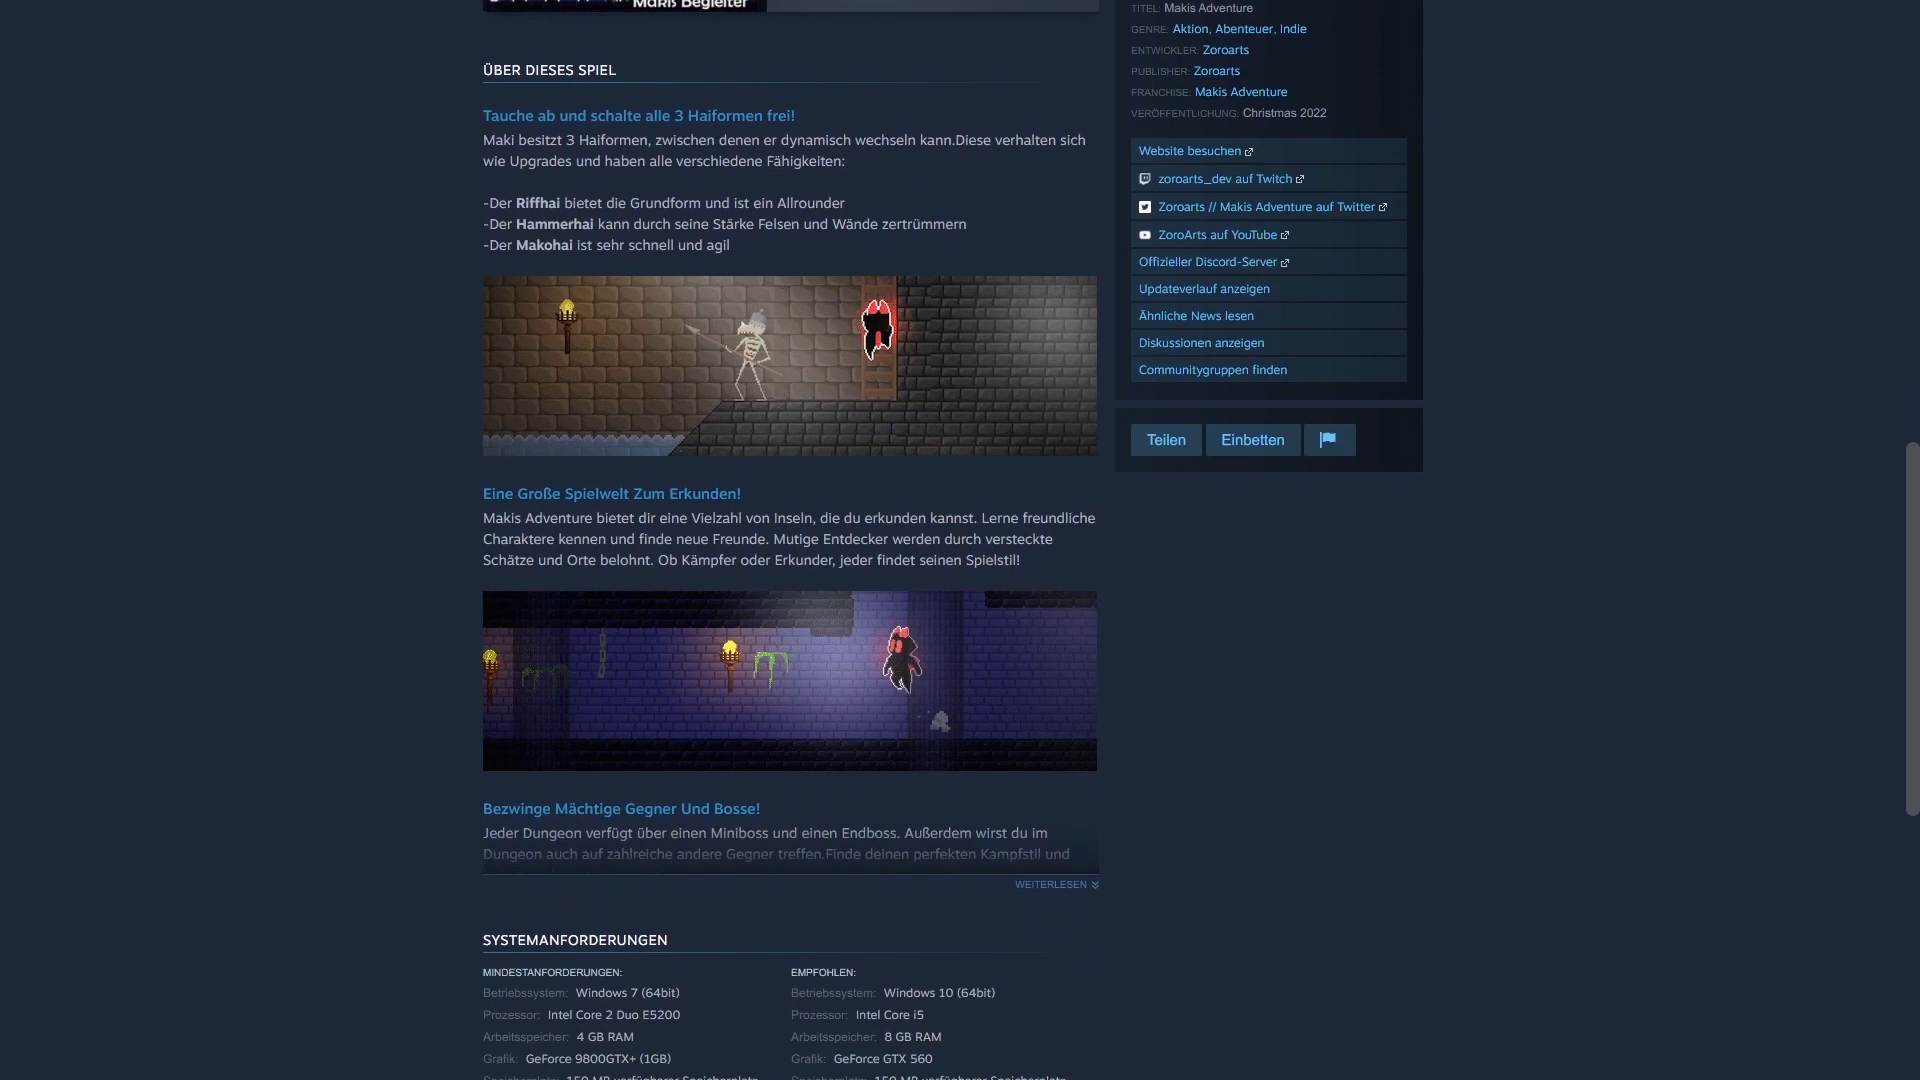 Makis Begleiter
ÜBER DIESES SPIEL
Tauche ab und schalte alle 3 Haiformen frei!
Maki besitzt 3 Haiformen, zwischen denen er dynamisch wechseln kann.Diese verhalten sich
wie Upgrades und haben alle verschiedene Fähigkeiten:
-Der Riffhai bietet die Grundform und ist ein Allrounder
-Der Hammerhai kann durch seine Stärke Felsen und Wände zertrümmern
-Der Makohai ist sehr schnell und agil
Eine Große Spielwelt Zum Erkunden!
Makis Adventure bietet dir eine Vielzahl von Inseln, die du erkunden kannst. Lerne freundliche
Charaktere kennen und finde neue Freunde. Mutige Entdecker werden durch versteckte
Schätze und Orte belohnt. Ob Kämpfer oder Erkunder, jeder findet seinen Spielstil!
Bezwinge Mächtige Gegner Und Bosse!
Jeder Dungeon verfügt über einen Miniboss und einen Endboss. Außerdem wirst du im
Dungeon auch auf zahlreiche andere Gegner treffen.Finde deinen perfekten Kampfstil und
WEITERLESEN
SYSTEMANFORDERUNGEN
MINDESTANFORDERUNGEN:
Betriebssystem: Windows 7 (64bit)
Prozessor: Intel Core 2 Duo E5200
Arbeitsspeicher: 4 GB RAM
Grafik: GeForce 9800GTX+ (1GB)
Speicherplatz: 150 MB verfügbarer Speicherplatz
EMPFOHLEN:
Betriebssystem: Windows 10 (64bit)
Prozessor: Intel Core i5
Arbeitsspeicher: 8 GB RAM
Grafik: GeForce GTX 560
Speicherplatz: 150 MB verfügbarer Speicherplatz
TITEL: Makis Adventure
GENRE: Aktion, Abenteuer, Indie
ENTWICKLER: Zoroarts
PUBLISHER: Zoroarts
FRANCHISE: Makis Adventure
VERÖFFENTLICHUNG: Christmas 2022
Website besuchen
zoroarts_dev auf Twitch
Zoroarts // Makis Adventure auf Twitter
ZoroArts auf YouTube
Offizieller Discord-Server
Updateverlauf anzeigen
Ähnliche News lesen
Diskussionen anzeigen
Communitygruppen finden
Teilen
Einbetten